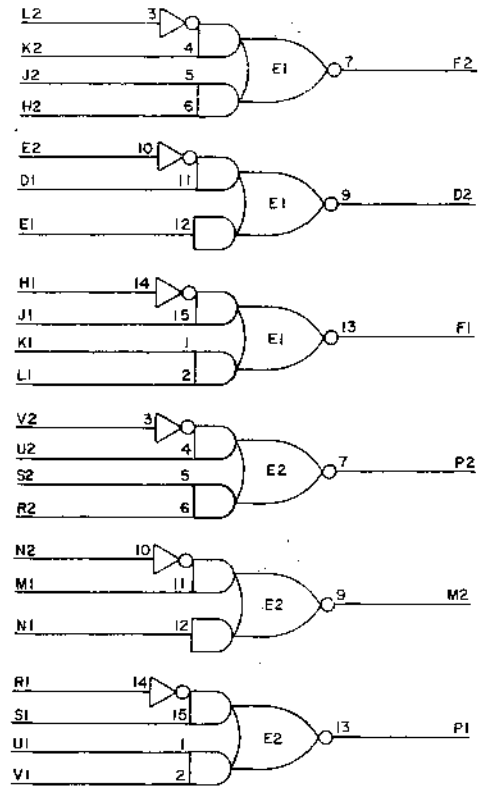 L2 3
K2 4 E1 7 F2
J2 5
H2 6
E2 10
D1 11 E1 9 D2
E1 12
H1 14
J1 15 E1 13 F1
K1 1
L1 2
V2 3
U2 4 E2 7 P2
S2 5
R2 6
N2 10
M1 11 E2 9 M2
N1 12
R1 14
S1 15 E2 13 P1
U1 1
V1 2